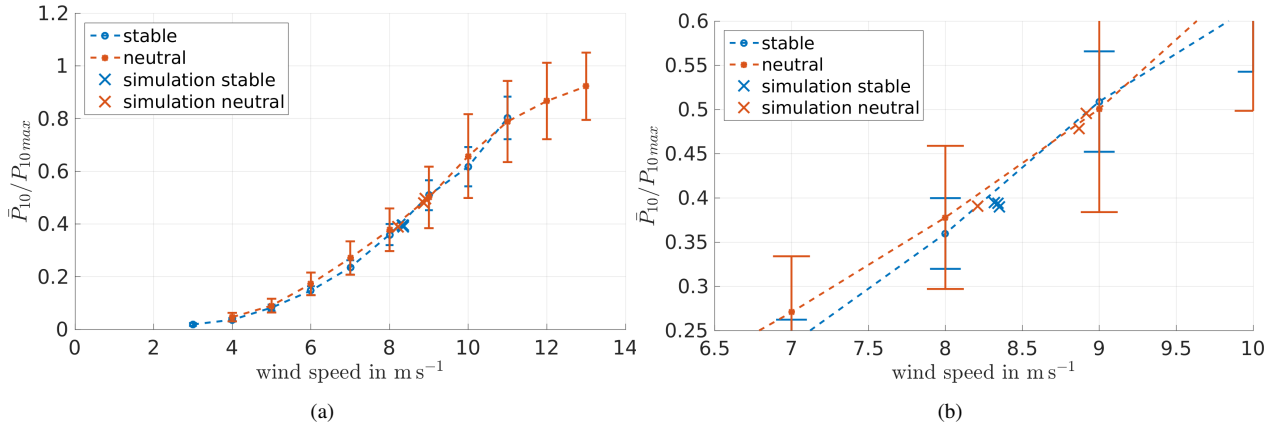 1.2
1
0.8
0.6
0.4
0.2
0
0 2 4 6 8 10 12 14
P̄₁₀/P₁₀ₘₐₓ
wind speed in m s⁻¹
stable
neutral
simulation stable
simulation neutral
(a)
0.6
0.55
0.5
0.45
0.4
0.35
0.3
0.25
6.5 7 7.5 8 8.5 9 9.5 10
P̄₁₀/P₁₀ₘₐₓ
wind speed in m s⁻¹
stable
neutral
simulation stable
simulation neutral
(b)